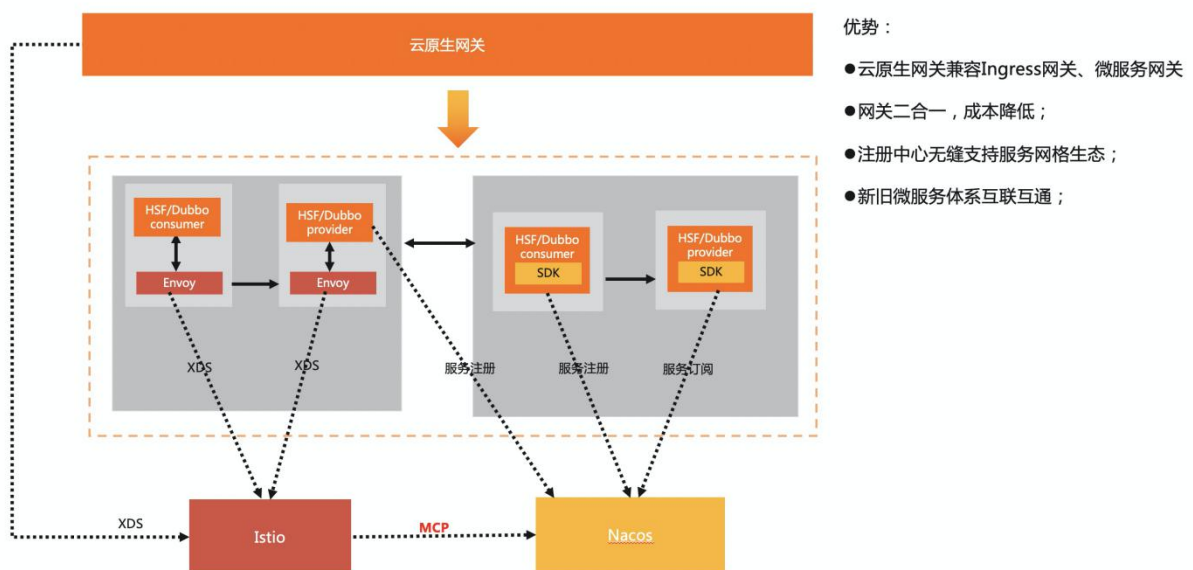 云原生网关
优势：
●云原生网关兼容Ingress网关、微服务网关
●网关二合一，成本降低；
●注册中心无缝支持服务网格生态；
●新旧微服务体系互联互通；
HSF/Dubbo
consumer
Envoy
HSF/Dubbo
provider
Envoy
HSF/Dubbo
consumer
SDK
HSF/Dubbo
provider
SDK
XDS
XDS
服务注册
服务注册
服务订阅
XDS
Istio
MCP
Nacos